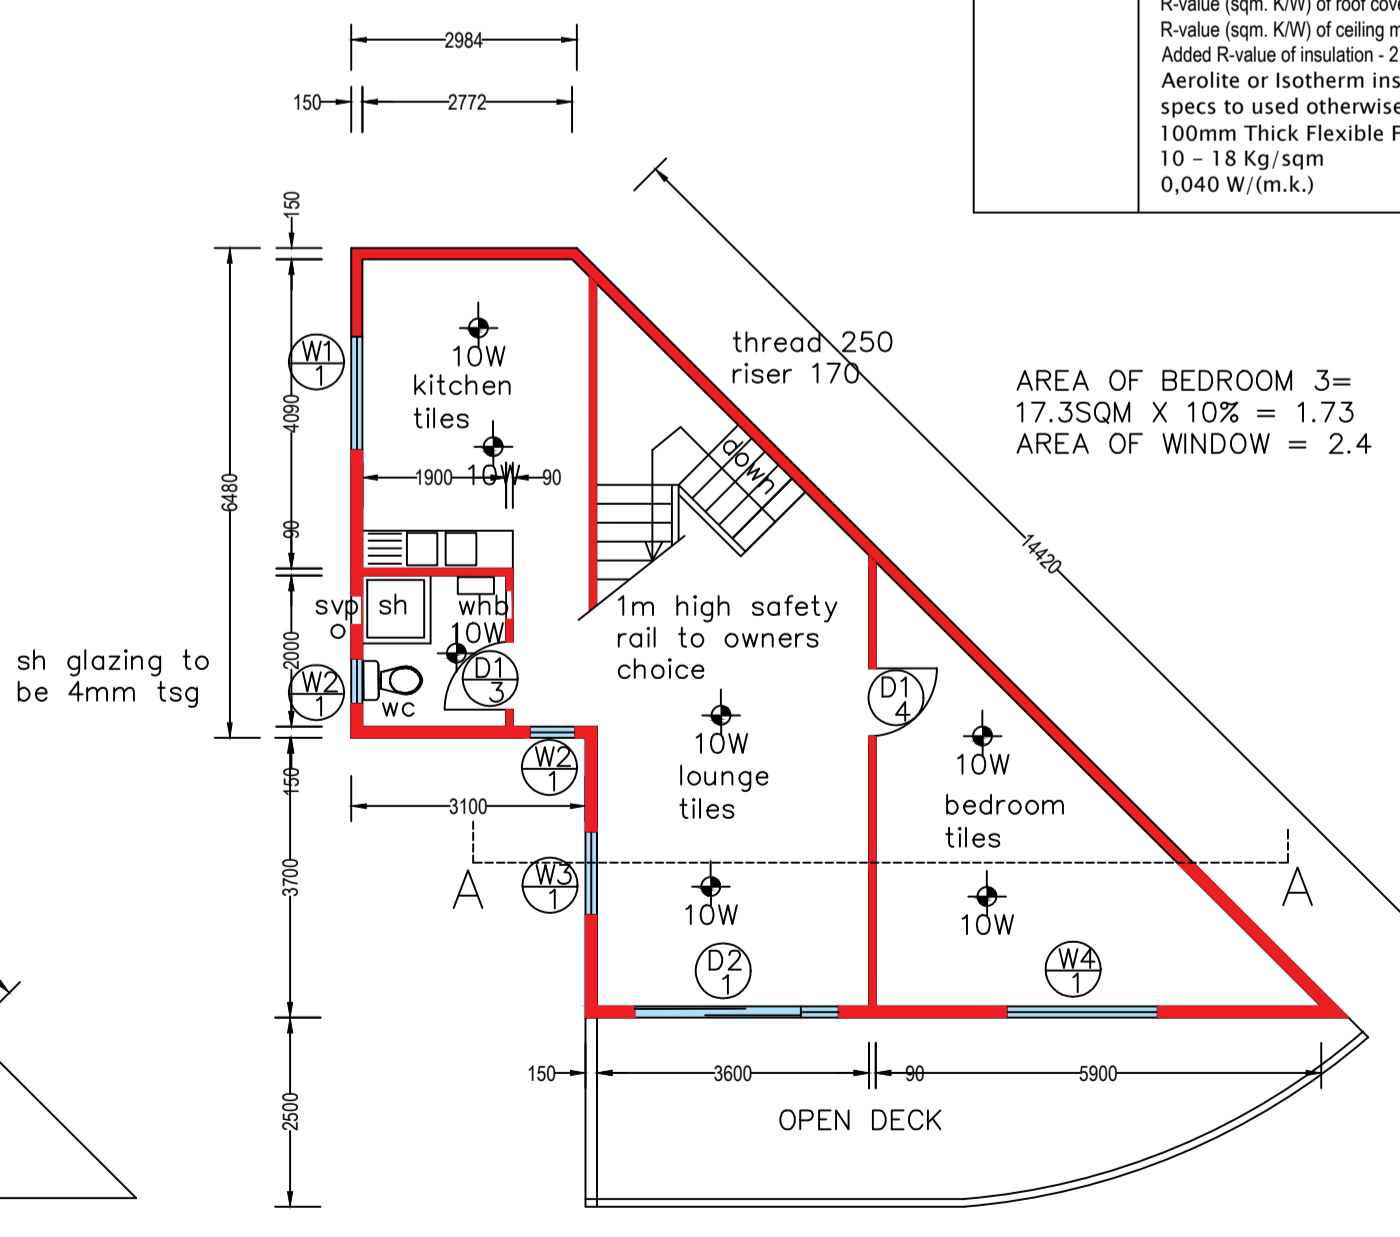 R-value (sqm. K/W) of roof
R-value (sqm. K/W) of ceiling
Added R-value of insulation - 2
Aerolite or Isotherm
specs to used otherwise
100mm Thick Flexible
10 – 18 Kg/sqm
0,040 W/(m.k.)
2984
150
2772
150
thread 250
riser 170
AREA OF BEDROOM 3=
17.3SQM X 10% = 1.73
AREA OF WINDOW = 2.4
W1
1
10W
kitchen
tiles
4090
6480
1900
10W
90
down
90
14420
svp
sh
whb
10W
1m high safety
rail to owners
choice
sh glazing to
be 4mm tsg
2000
W2
1
wc
D1
3
D1
4
10W
lounge
tiles
10W
bedroom
tiles
W2
1
150
3100
3700
A
W3
1
A
10W
10W
D2
1
W4
1
150
3600
90
5900
2500
OPEN DECK